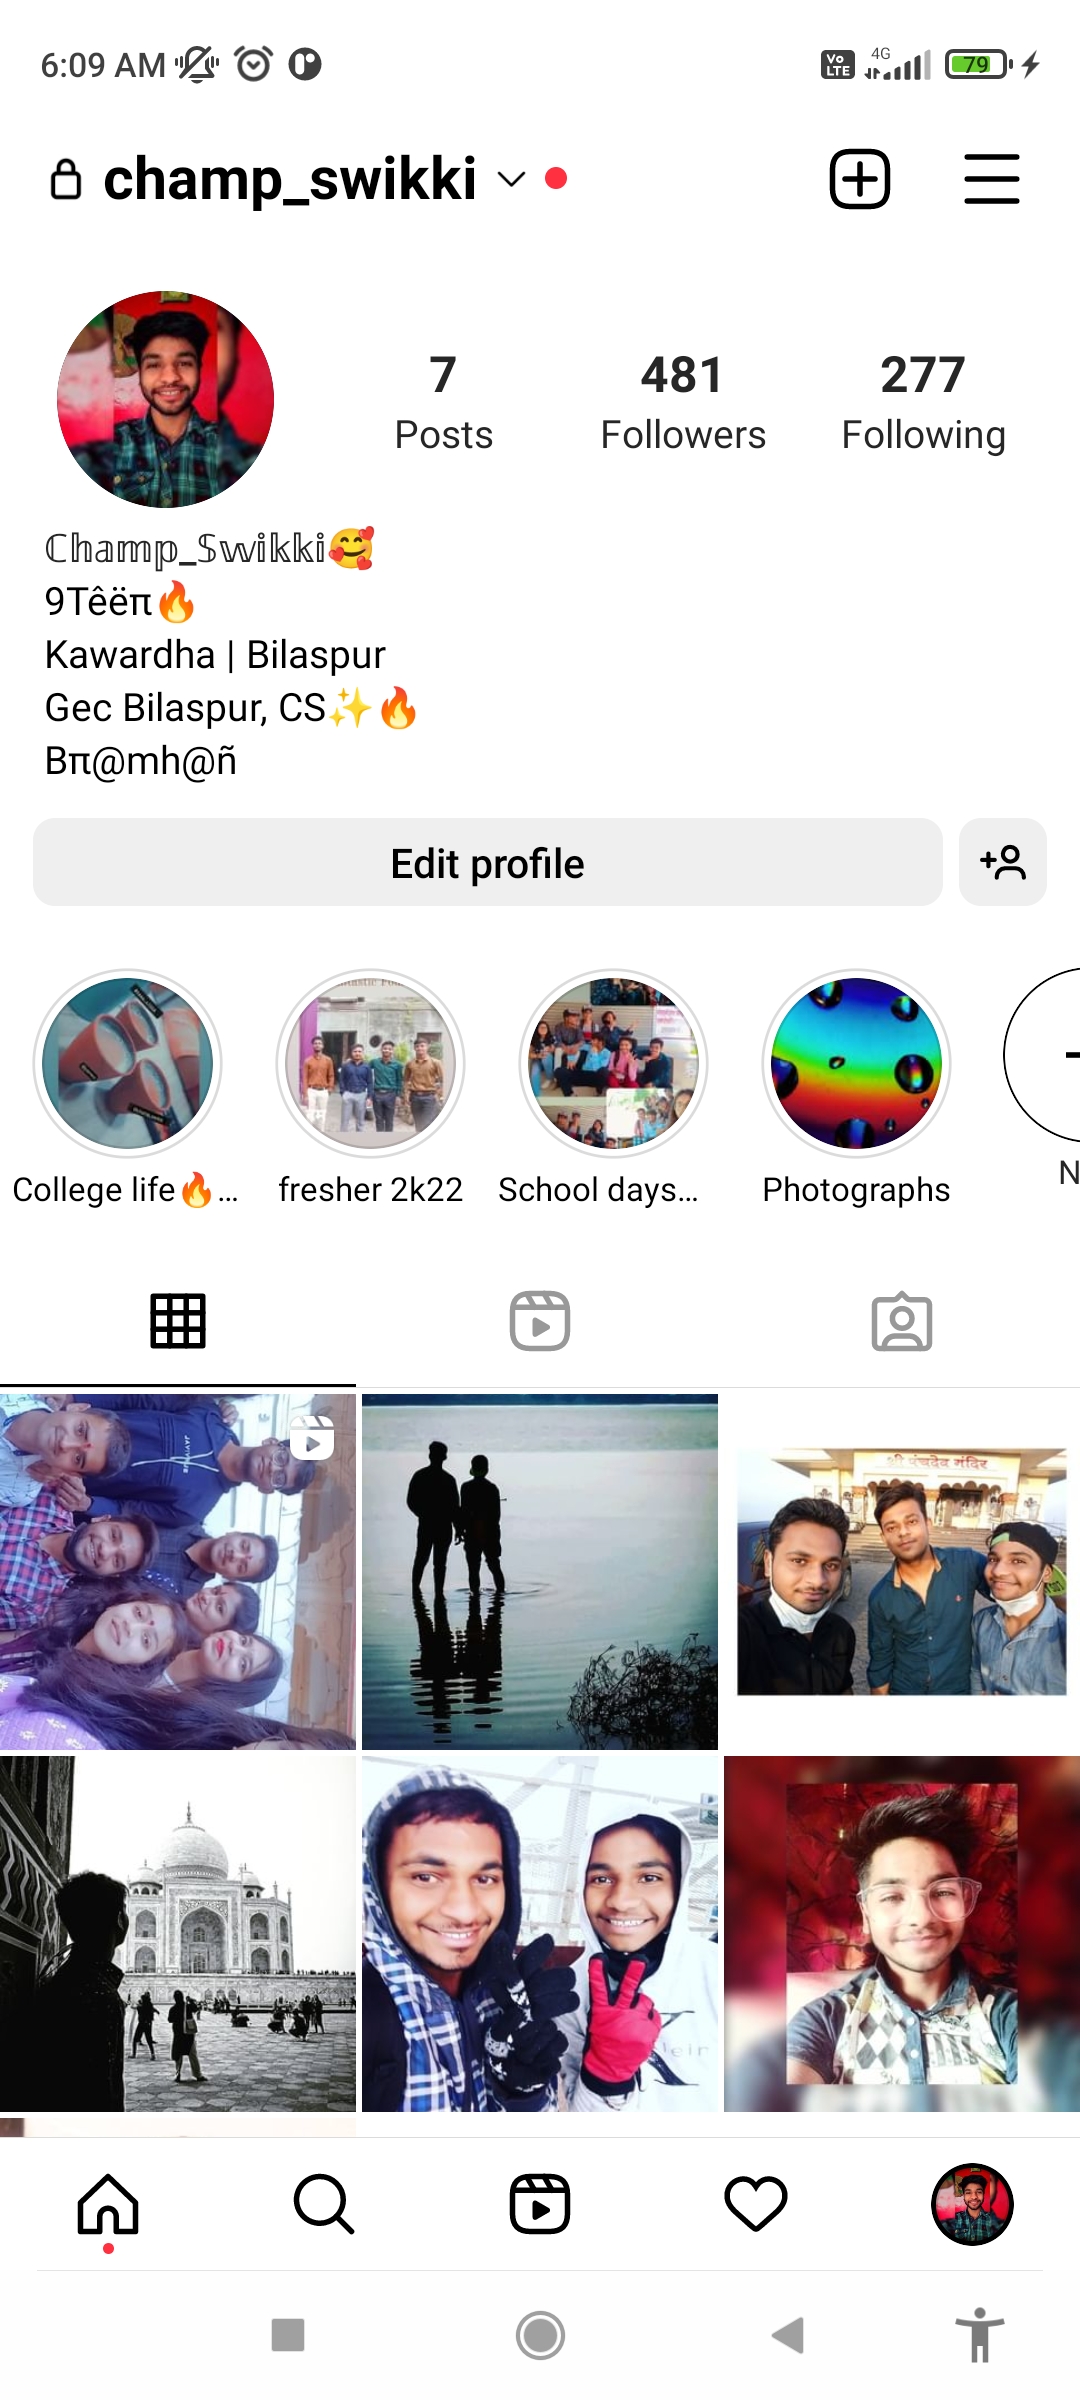 6:09 AM
Vo LTE 4G 79
champ_swikki
7 481 277
Posts Followers Following
ℂ𝕙𝕒𝕞𝕡_𝕊𝕨𝕚𝕜𝕜𝕚🥰
9Têëπ🔥
Kawardha | Bilaspur
Gec Bilaspur, CS✨🔥
Bπ@mh@ñ
Edit profile
College life🔥... fresher 2k22 School days... Photographs N
श्री पंचदेव मंदिर